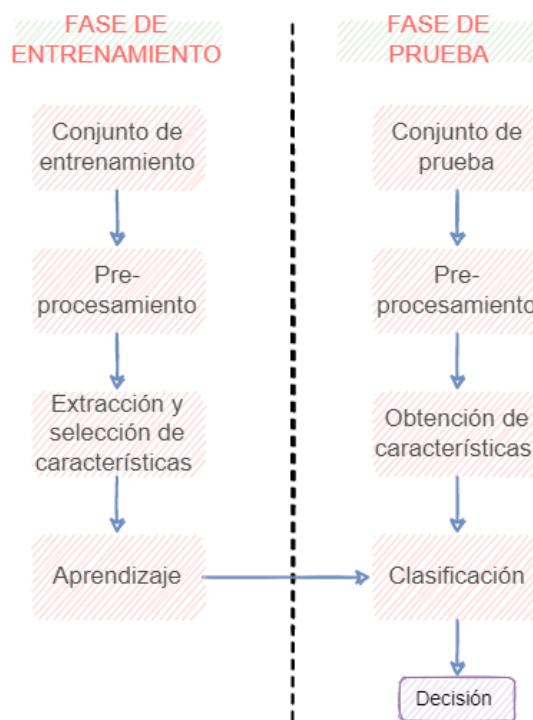 FASE DE
ENTRENAMIENTO
Conjunto de
entrenamiento
Pre-
procesamiento
Extracción y
selección de
características
Aprendizaje
FASE DE
PRUEBA
Conjunto de
prueba
Pre-
procesamiento
Obtención de
características
Clasificación
Decisión